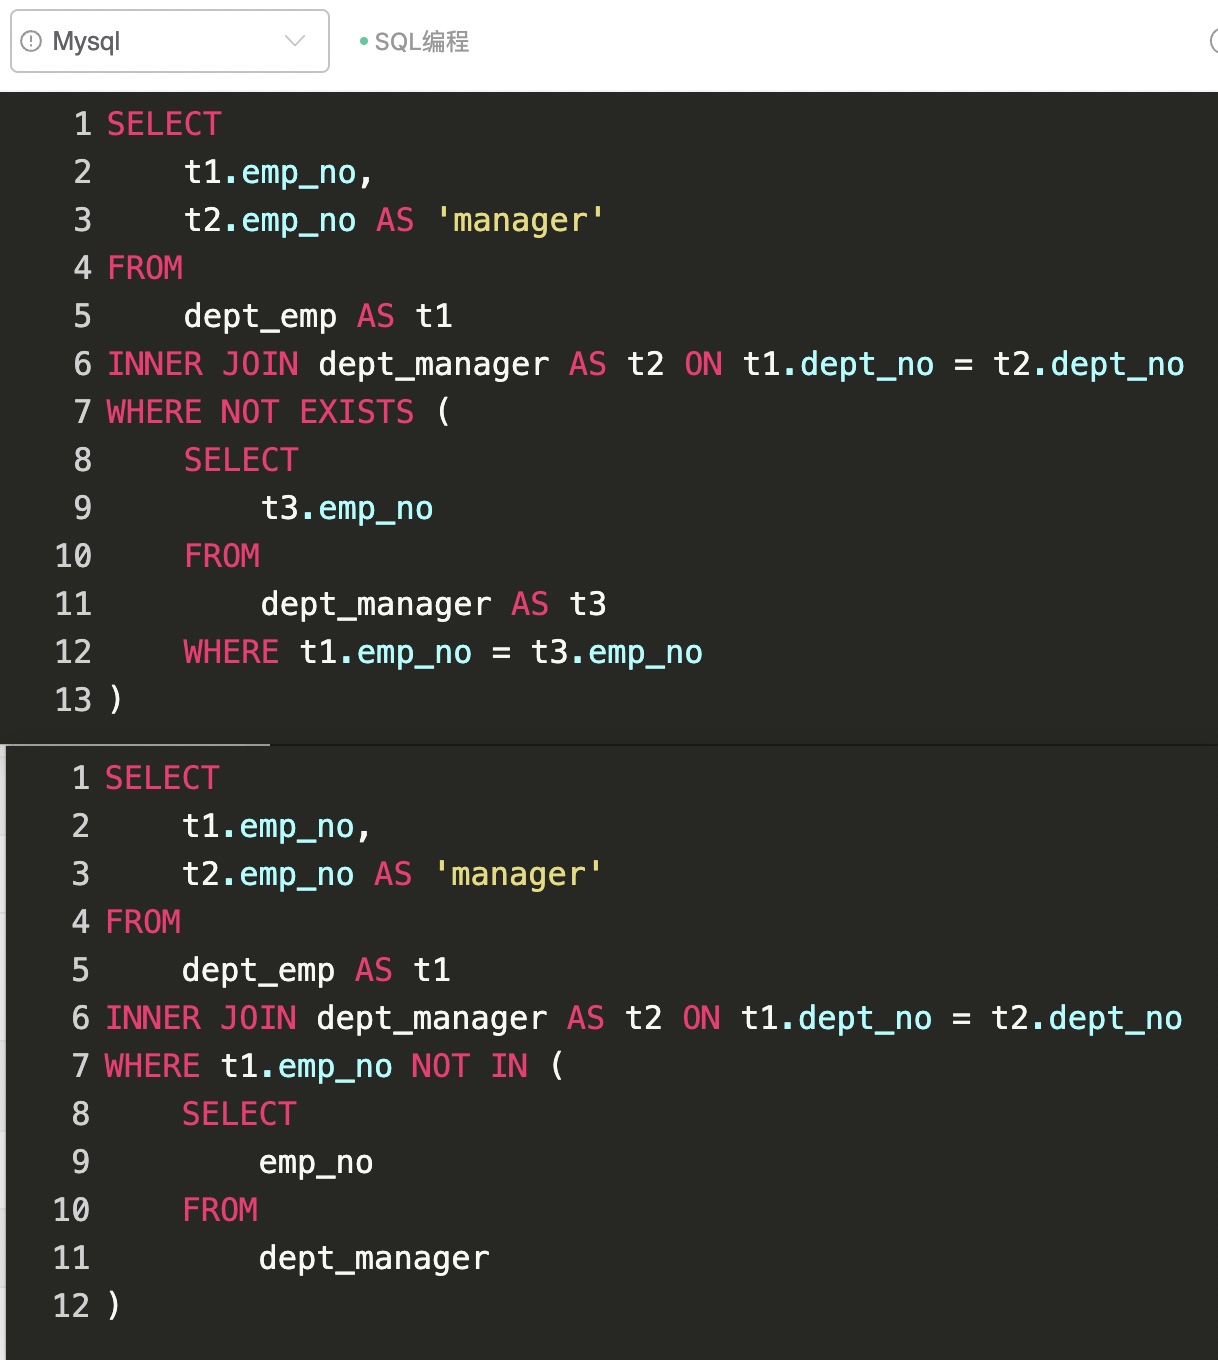 Mysql
SQL编程
1 SELECT
2     t1.emp_no,
3     t2.emp_no AS 'manager'
4 FROM
5     dept_emp AS t1
6 INNER JOIN dept_manager AS t2 ON t1.dept_no = t2.dept_no
7 WHERE NOT EXISTS (
8     SELECT
9         t3.emp_no
10     FROM
11         dept_manager AS t3
12     WHERE t1.emp_no = t3.emp_no
13 )
1 SELECT
2     t1.emp_no,
3     t2.emp_no AS 'manager'
4 FROM
5     dept_emp AS t1
6 INNER JOIN dept_manager AS t2 ON t1.dept_no = t2.dept_no
7 WHERE t1.emp_no NOT IN (
8     SELECT
9         emp_no
10     FROM
11         dept_manager
12 )